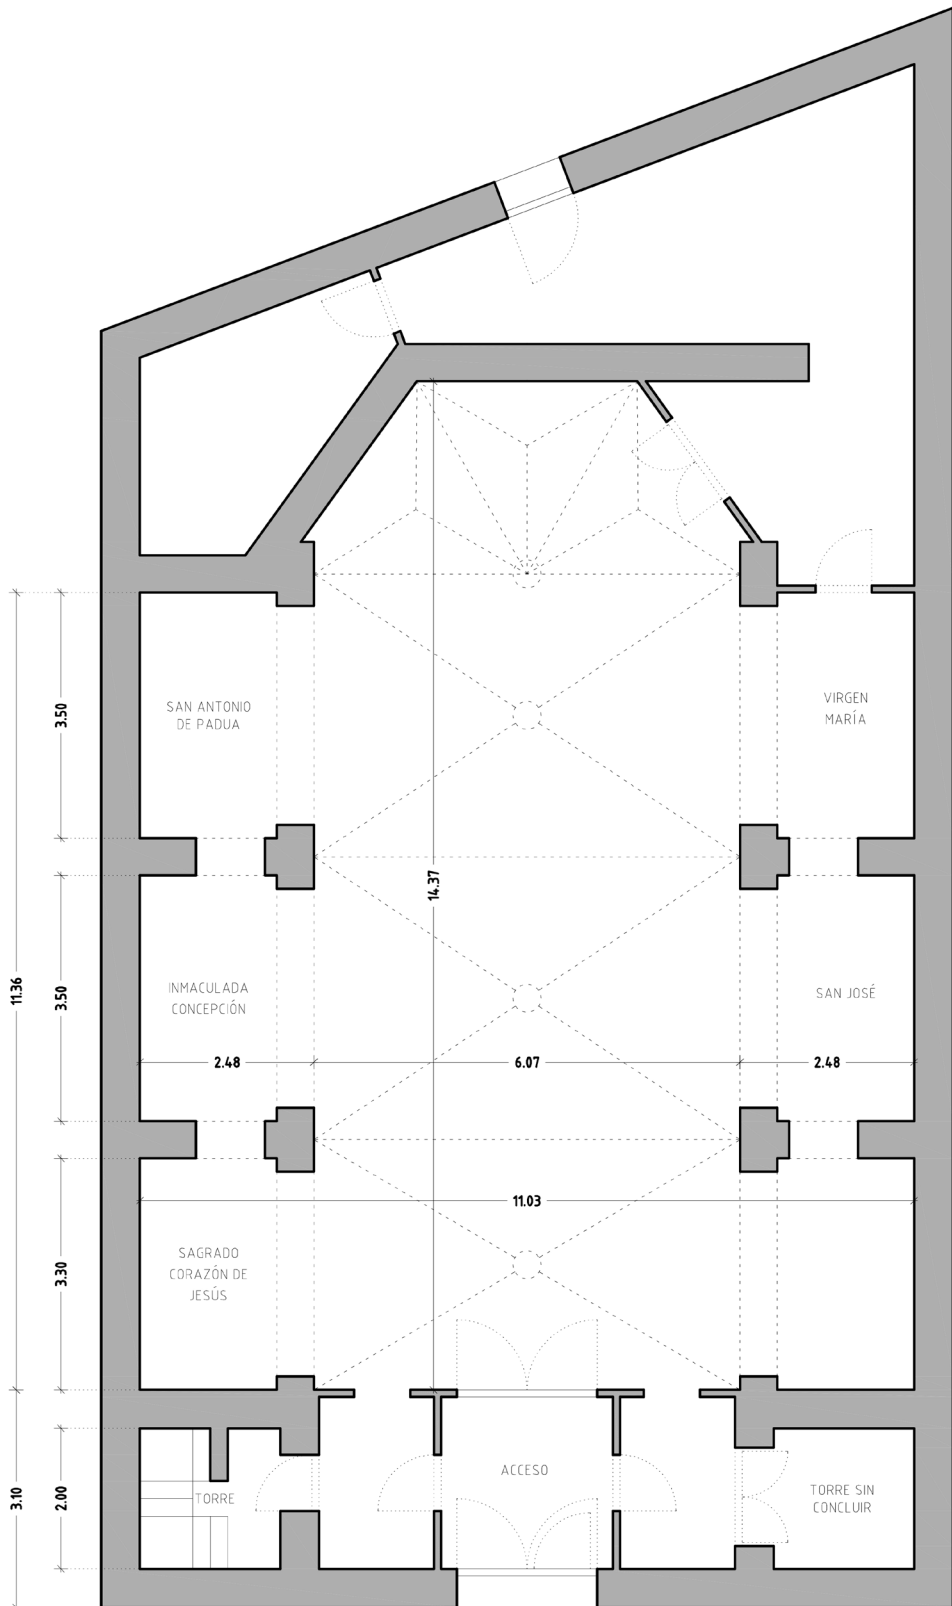 SAN ANTONIO
DE PADUA
VIRGEN
MARÍA
3.50
14.37
11.36
3.50
INMACULADA
CONCEPCIÓN
SAN JOSÉ
2.48
6.07
2.48
11.03
SAGRADO
CORAZÓN DE
JESÚS
3.30
ACCESO
3.10
2.00
TORRE
TORRE SIN
CONCLUIR